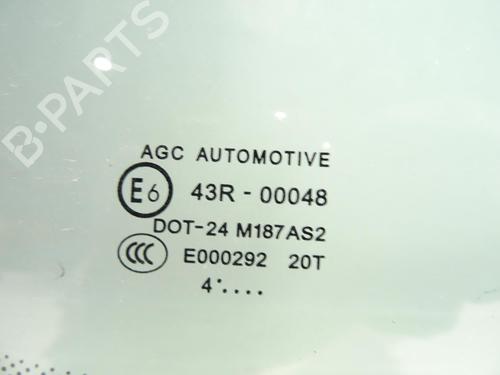 B-PARTS
AGC AUTOMOTIVE
E6 43R - 00048
DOT-24 M187AS2
CCC E000292 20T
4'....